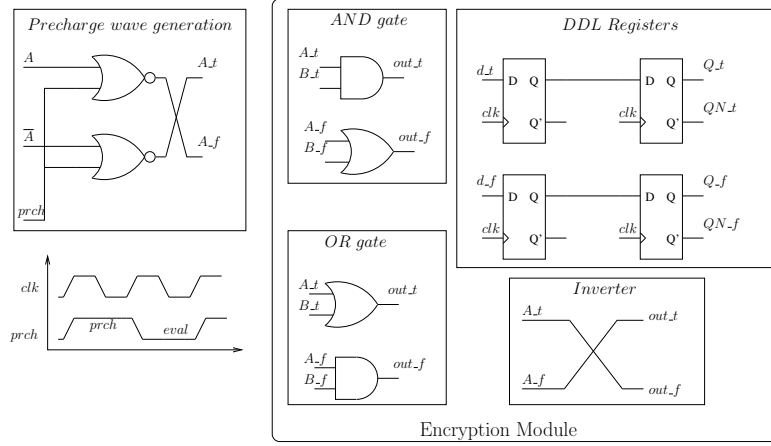 Precharge wave generation
A
A_t
A
A_f
prch
clk
prch
prch
eval
AND gate
A_t
B_t
out_t
A_f
B_f
out_f
OR gate
A_t
B_t
out_t
A_f
B_f
out_f
DDL Registers
d_t
D Q
D Q
Q_t
clk
Q'
clk
Q'
QN_t
d_f
D Q
D Q
Q_f
clk
Q'
clk
Q'
QN_f
Inverter
A_t
out_t
A_f
out_f
Encryption Module